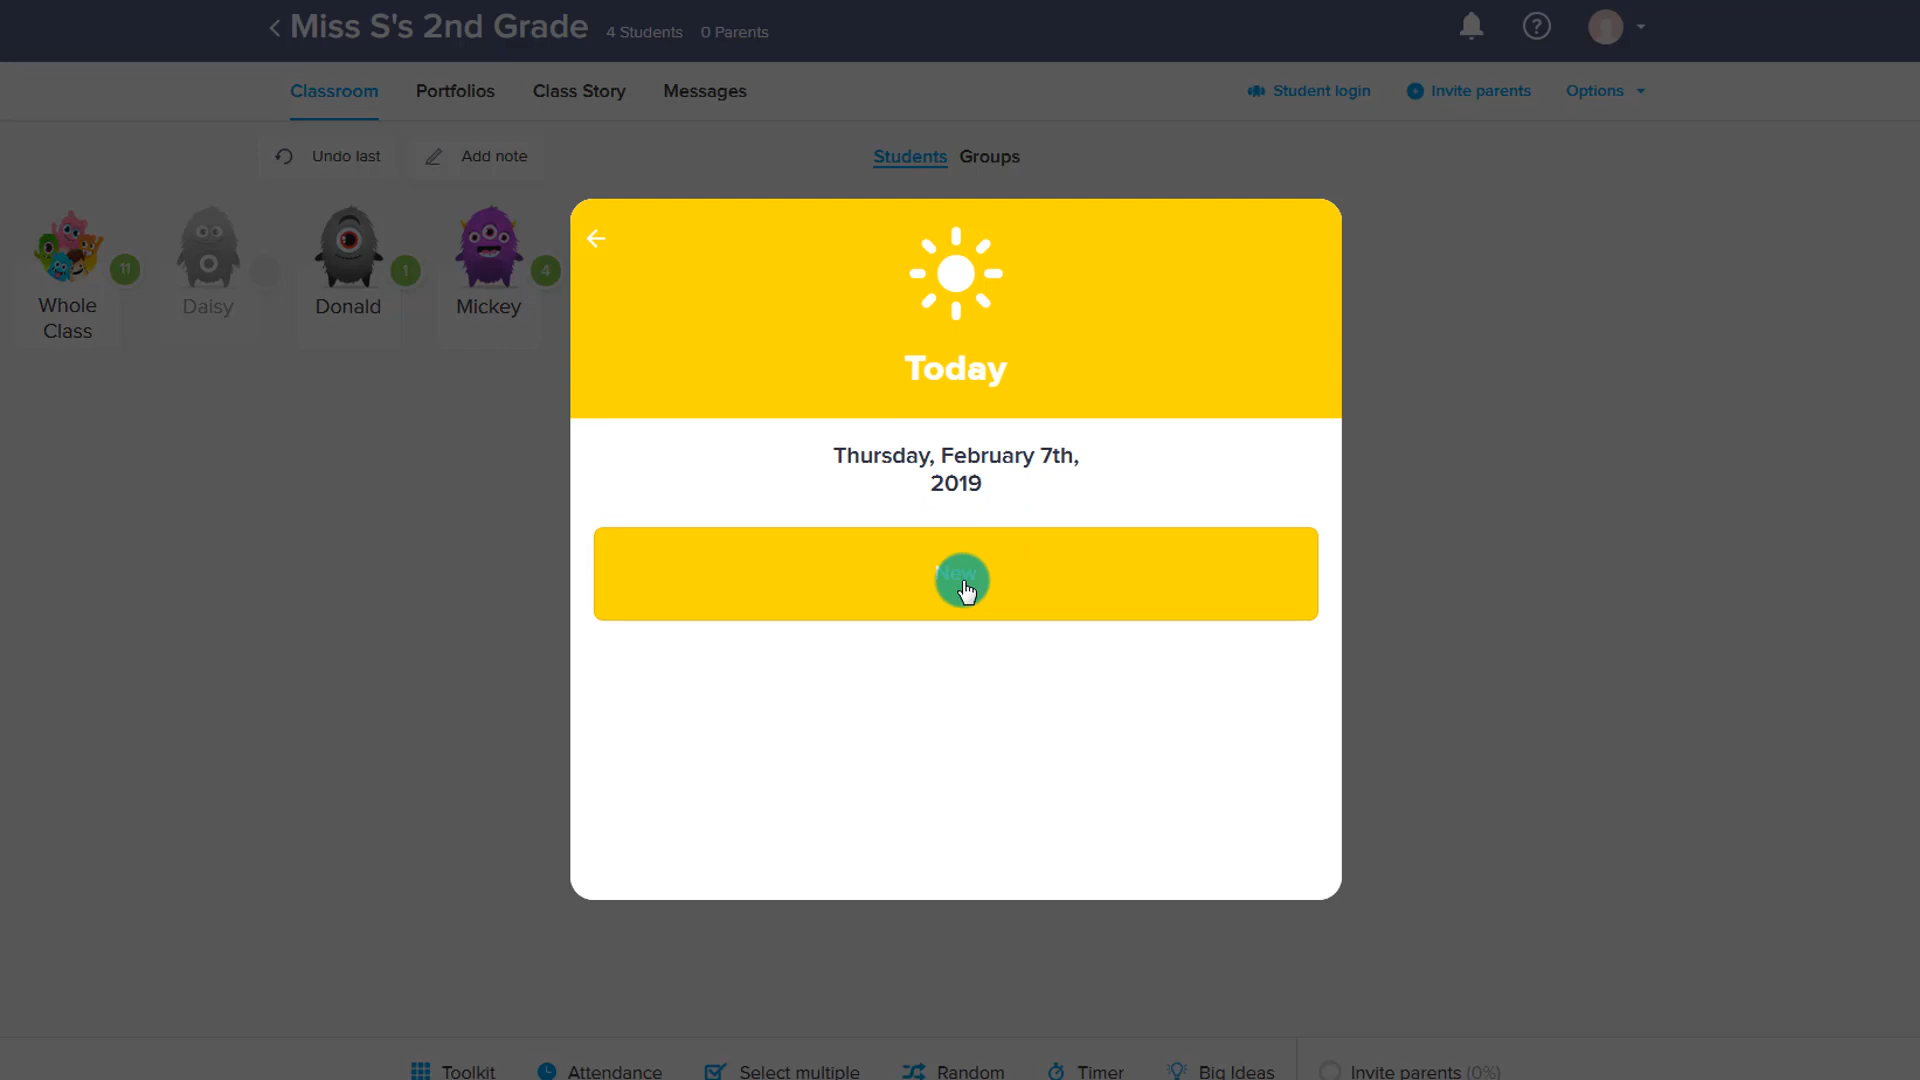 Miss S's 2nd Grade 4 Students 0 Parents
Classroom Portfolios Class Story Messages Student login Invite parents Options
Undo last Add note Students Groups
11
1
4
Whole
Class
Daisy
Donald
Mickey
Today
Thursday, February 7th,
2019
New
Toolkit Attendance Select multiple Random Timer Big Ideas Invite parents (0%)